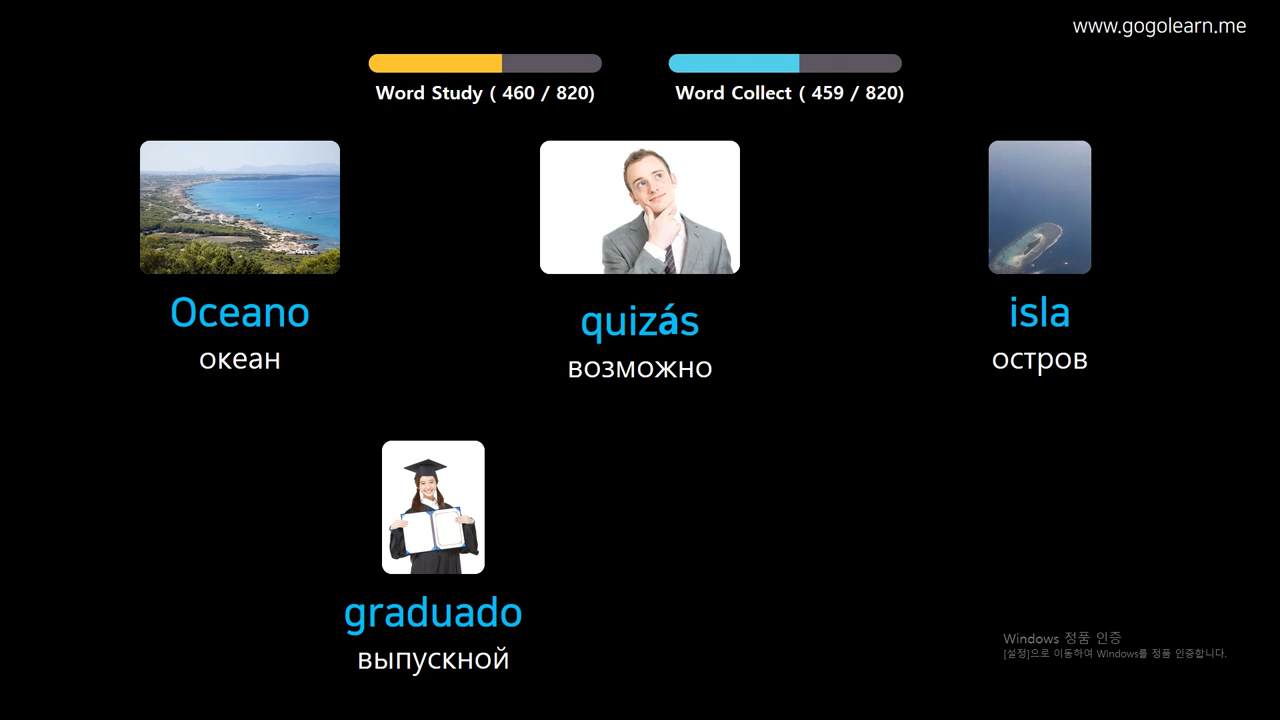 www.gogolearn.me
Word Study ( 460 / 820)
Word Collect ( 459 / 820)
Oceano
океан
quizás
возможно
isla
остров
graduado
выпускной
Windows 정품 인증
[설정]으로 이동하여 Windows를 정품 인증합니다.